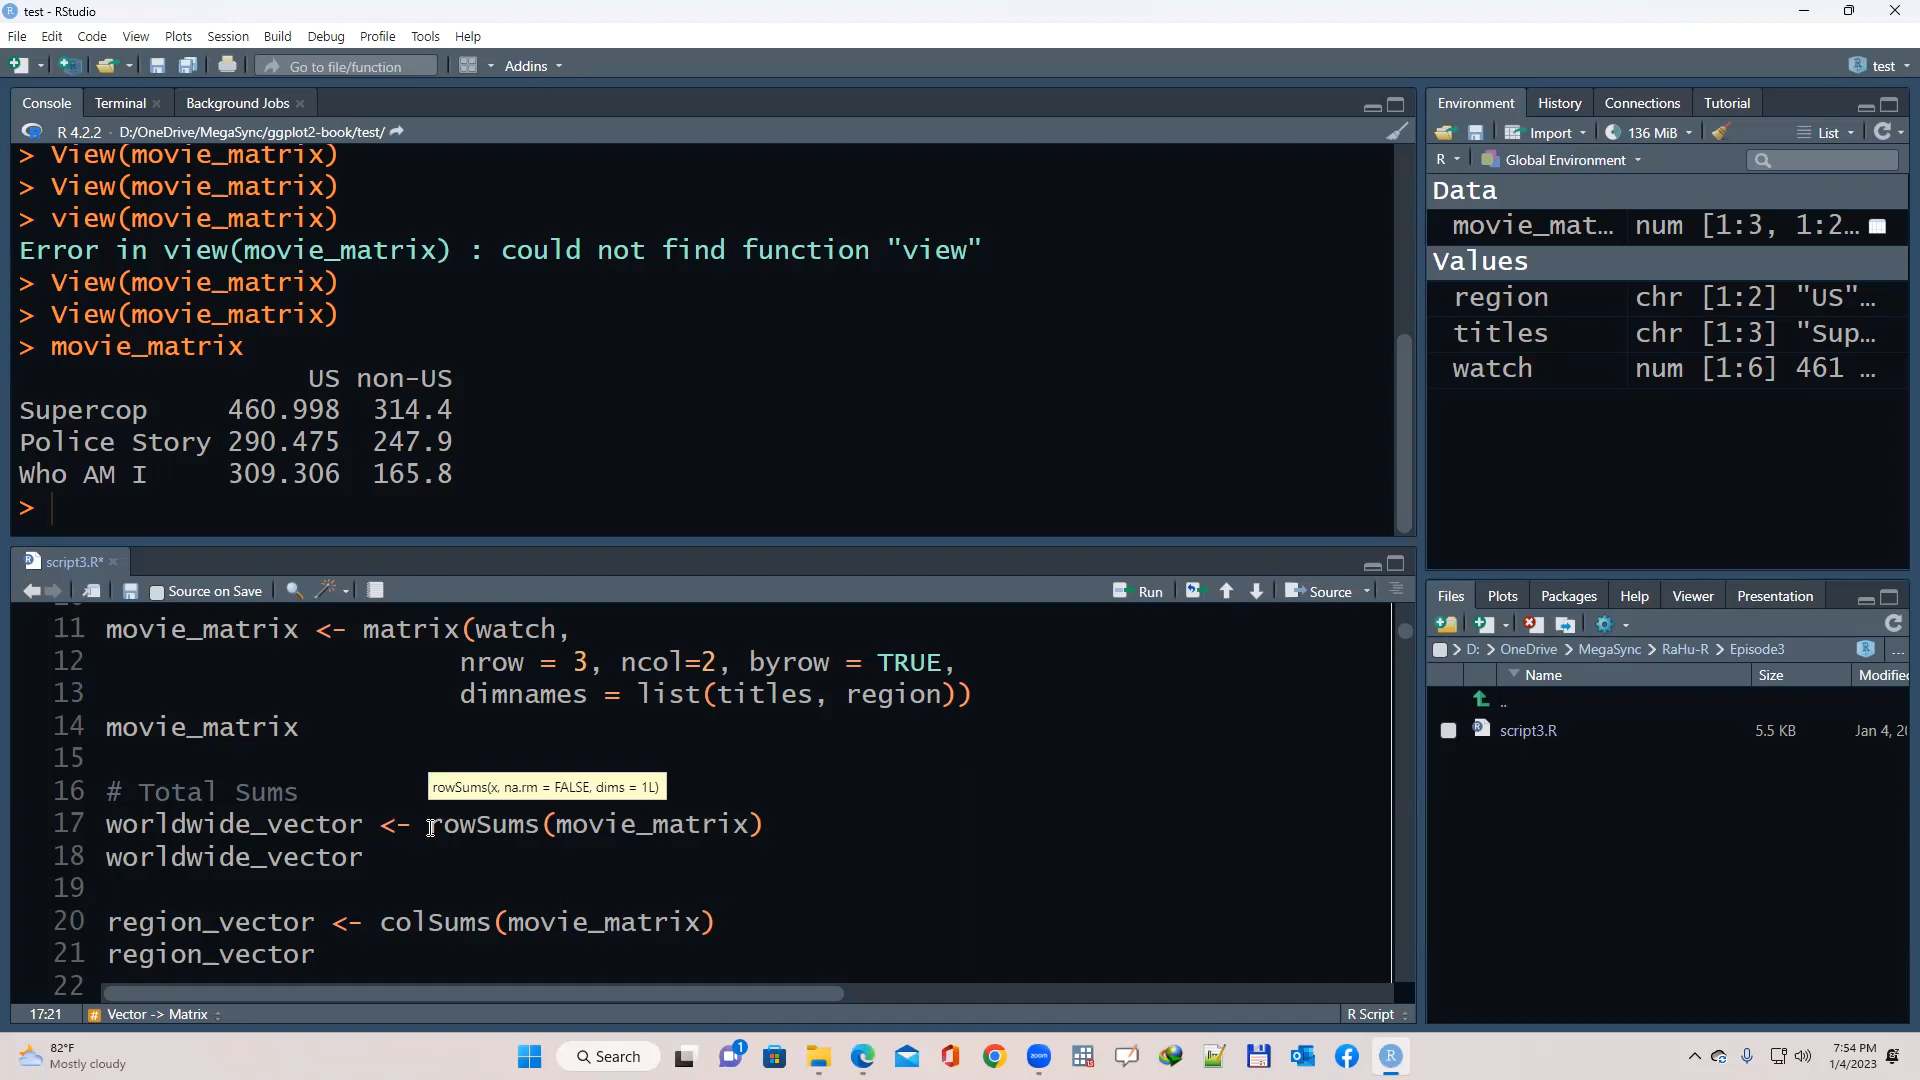 test - RStudio
File Edit Code View Plots Session Build Debug Profile Tools Help
Go to file/function Addins test
Console Terminal Background Jobs
R 4.2.2 · D:/OneDrive/MegaSync/ggplot2-book/test/
> View(movie_matrix)
> View(movie_matrix)
> view(movie_matrix)
Error in view(movie_matrix) : could not find function "view"
> View(movie_matrix)
> View(movie_matrix)
> movie_matrix
US non-US
Supercop 460.998 314.4
Police Story 290.475 247.9
Who AM I 309.306 165.8
>
Environment History Connections Tutorial
Import 136 MiB List
R Global Environment
Data
movie_mat... num [1:3, 1:2...
Values
region chr [1:2] "US"...
titles chr [1:3] "Sup...
watch num [1:6] 461 ...
script3.R*
Source on Save Run Source
11 movie_matrix <- matrix(watch,
12 nrow = 3, ncol=2, byrow = TRUE,
13 dimnames = list(titles, region))
14 movie_matrix
15
16 # Total Sums
rowSums(x, na.rm = FALSE, dims = 1L)
17 worldwide_vector <- rowSums(movie_matrix)
18 worldwide_vector
19
20 region_vector <- colSums(movie_matrix)
21 region_vector
22
17:21 # Vector -> Matrix R Script
Files Plots Packages Help Viewer Presentation
D: > OneDrive > MegaSync > RaHu-R > Episode3 ...
Name Size Modified
..
script3.R 5.5 KB Jan 4, 20
82°F
Mostly cloudy
Search
1
zoom
7:54 PM
1/4/2023